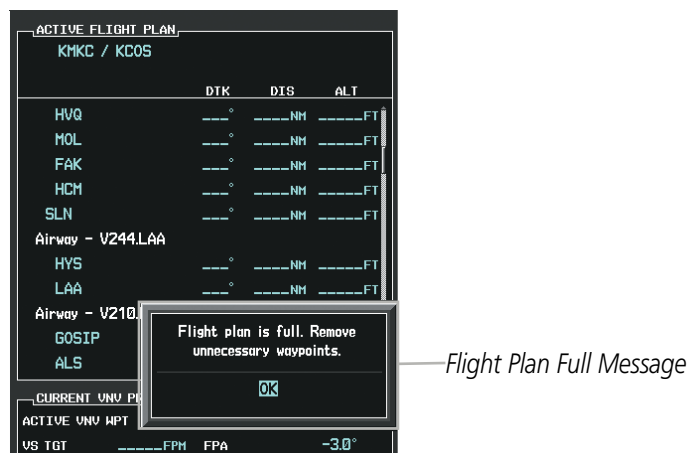 ACTIVE FLIGHT PLAN
KMKC / KCOS
DTK DIS ALT
HVQ ___° ____NM _____FT
MOL ___° ____NM _____FT
FAK ___° ____NM _____FT
HCM ___° ____NM _____FT
SLN ___° ____NM _____FT
Airway - V244.LAA
HYS ___° ____NM _____FT
LAA ___° ____NM _____FT
Airway - V210.
GOSIP
ALS
Flight plan is full. Remove
unnecessary waypoints.
OK
Flight Plan Full Message
CURRENT VNV
ACTIVE VNV WPT
VS TGT _____FPM FPA -3.0°